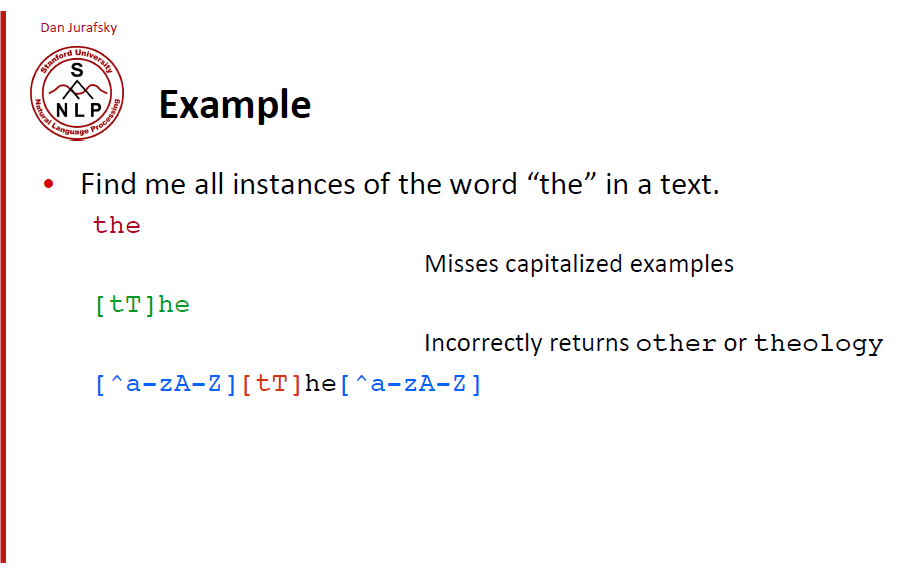 Dan Jurafsky
Stanford University
S
NLP
Natural Language Processing
Example
• Find me all instances of the word “the” in a text.
the
Misses capitalized examples
[tT]he
Incorrectly returns other or theology
[^a-zA-Z][tT]he[^a-zA-Z]